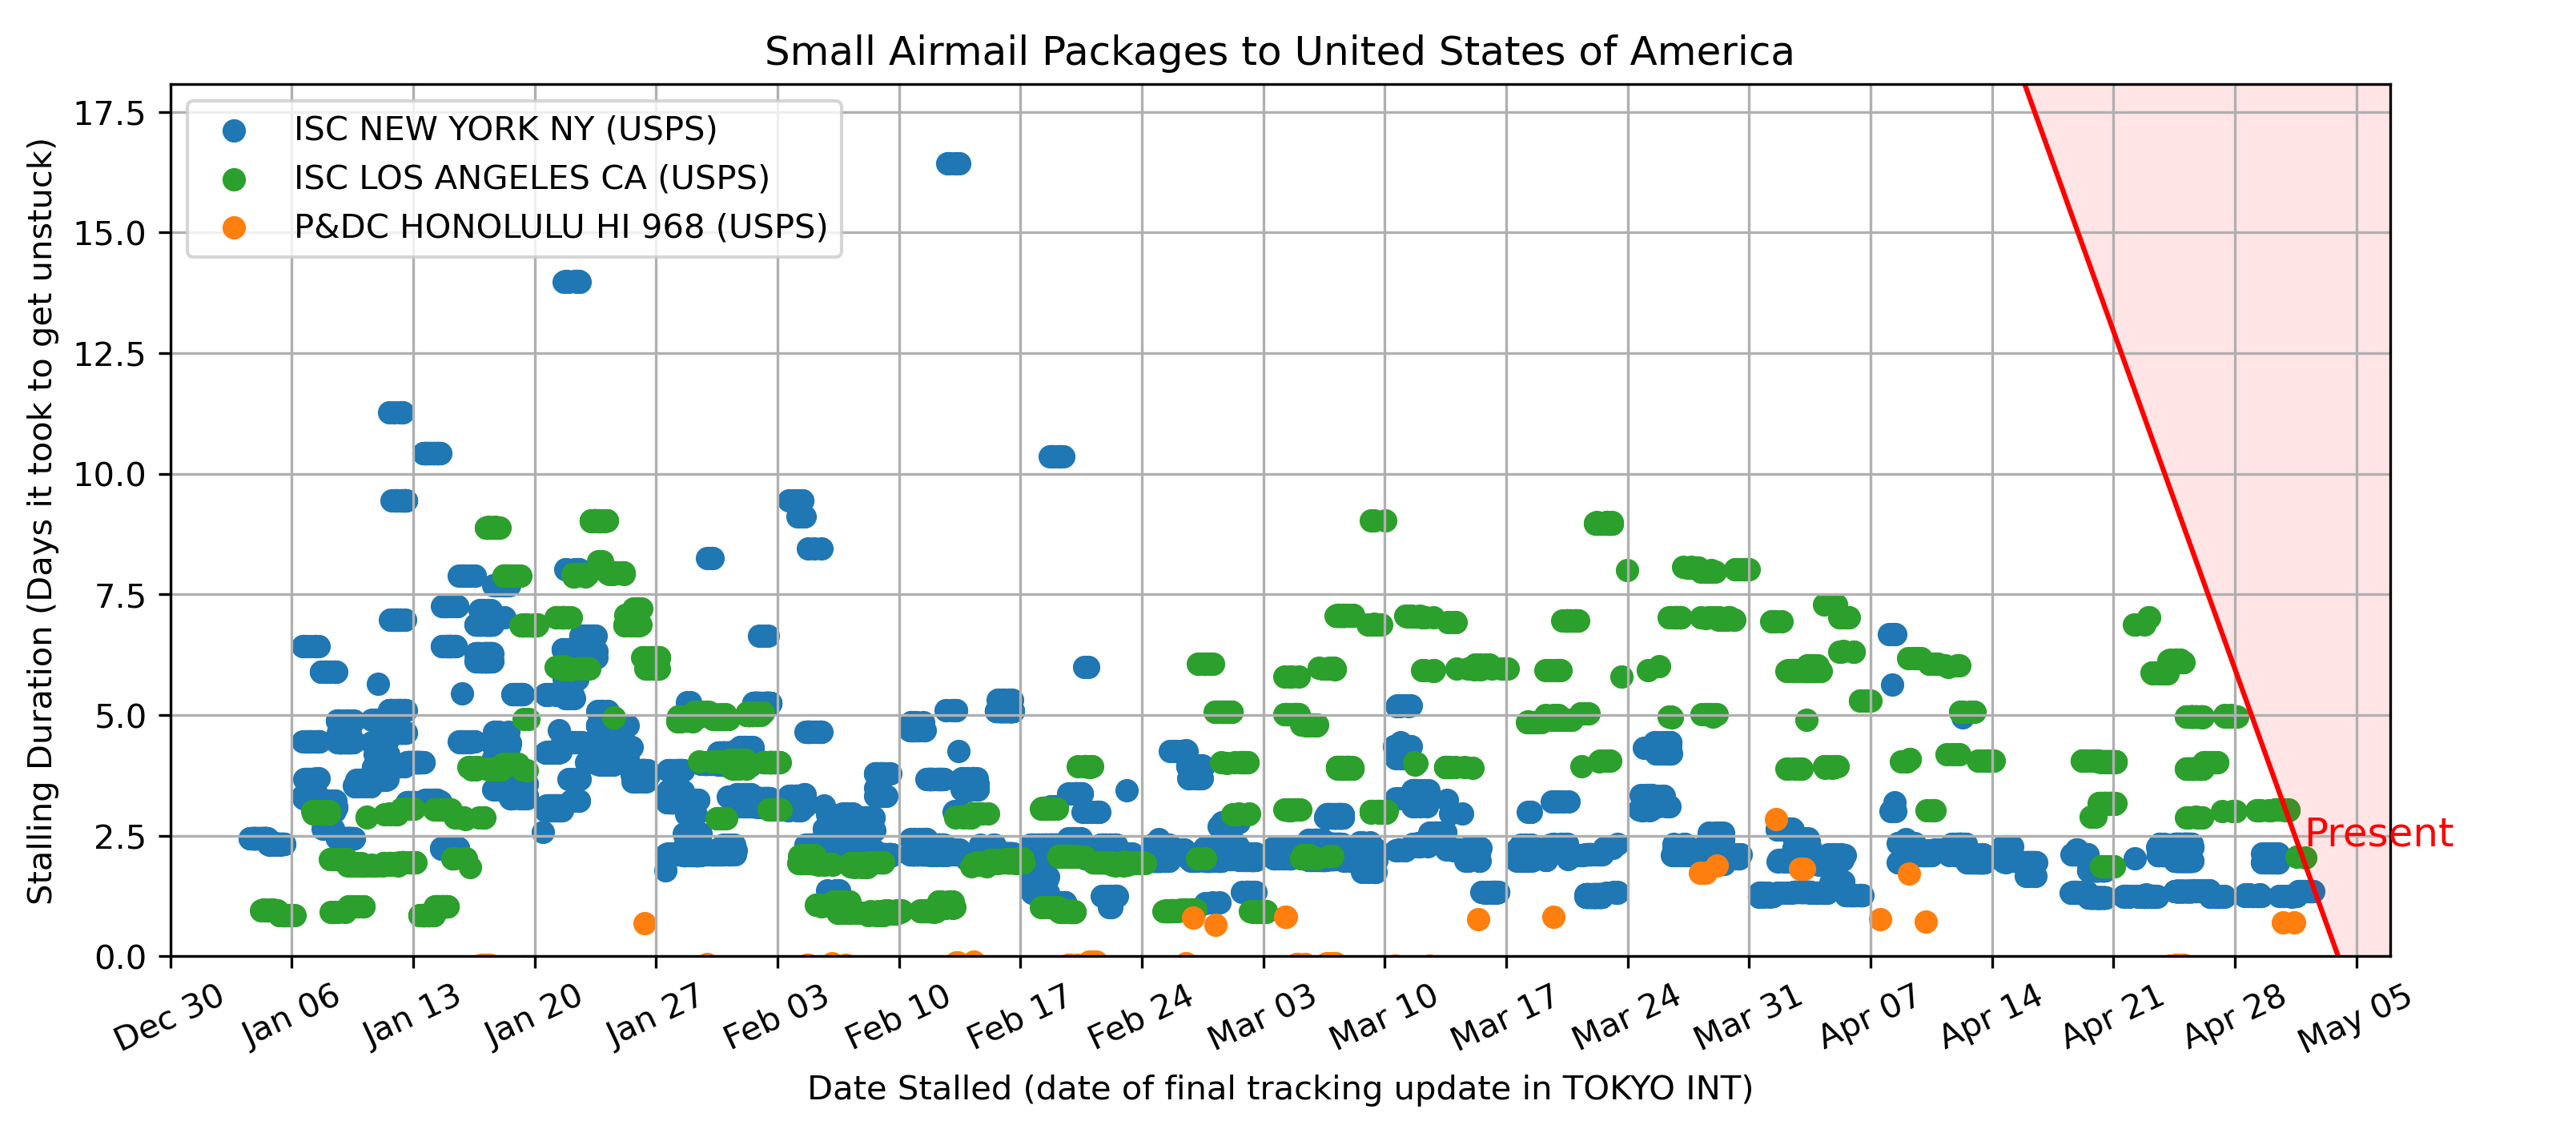 Small Airmail Packages to United States of America
ISC NEW YORK NY (USPS)
ISC LOS ANGELES CA (USPS)
P&DC HONOLULU HI 968 (USPS)
Stalling Duration (Days it took to get unstuck)
17.5
15.0
12.5
10.0
7.5
5.0
2.5
0.0
Present
Dec 30
Jan 06
Jan 13
Jan 20
Jan 27
Feb 03
Feb 10
Feb 17
Feb 24
Mar 03
Mar 10
Mar 17
Mar 24
Mar 31
Apr 07
Apr 14
Apr 21
Apr 28
May 05
Date Stalled (date of final tracking update in TOKYO INT)